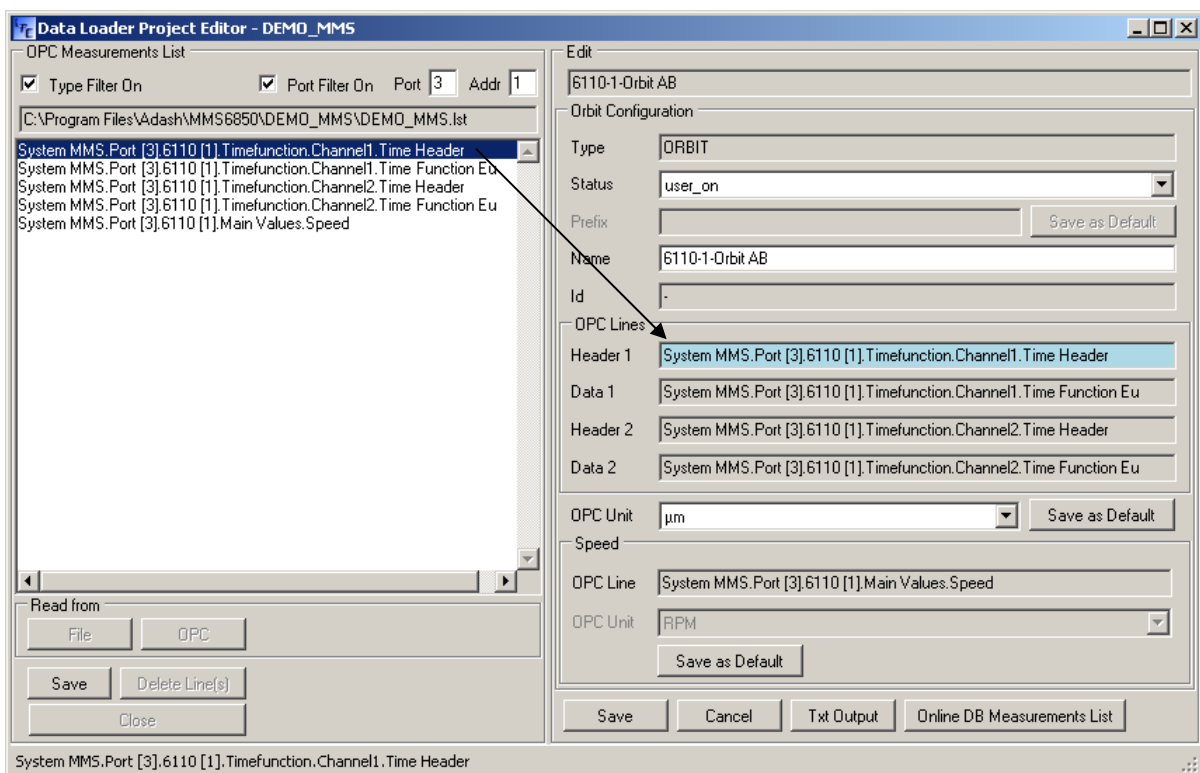 Data Loader Project Editor - DEMO_MMS
OPC Measurements List
Type Filter On
Port Filter On
Port 3
Addr 1
C:\Program Files\Adash\MMS6850\DEMO_MMS\DEMO_MMS.lst
System MMS.Port [3].6110 [1].Timefunction.Channel1.Time Header
System MMS.Port [3].6110 [1].Timefunction.Channel1.Time Function Eu
System MMS.Port [3].6110 [1].Timefunction.Channel2.Time Header
System MMS.Port [3].6110 [1].Timefunction.Channel2.Time Function Eu
System MMS.Port [3].6110 [1].Main Values.Speed
Read from
File
OPC
Save
Delete Line(s)
Close
Edit
6110-1-Orbit AB
Orbit Configuration
Type ORBIT
Status user_on
Prefix
Save as Default
Name 6110-1-Orbit AB
Id -
OPC Lines
Header 1 System MMS.Port [3].6110 [1].Timefunction.Channel1.Time Header
Data 1 System MMS.Port [3].6110 [1].Timefunction.Channel1.Time Function Eu
Header 2 System MMS.Port [3].6110 [1].Timefunction.Channel2.Time Header
Data 2 System MMS.Port [3].6110 [1].Timefunction.Channel2.Time Function Eu
OPC Unit µm
Save as Default
Speed
OPC Line System MMS.Port [3].6110 [1].Main Values.Speed
OPC Unit RPM
Save as Default
Save
Cancel
Txt Output
Online DB Measurements List
System MMS.Port [3].6110 [1].Timefunction.Channel1.Time Header